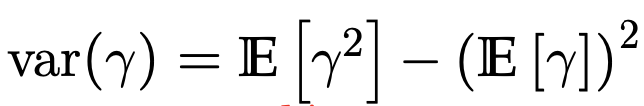 var(γ) = 𝔼[γ²] − (𝔼[γ])²